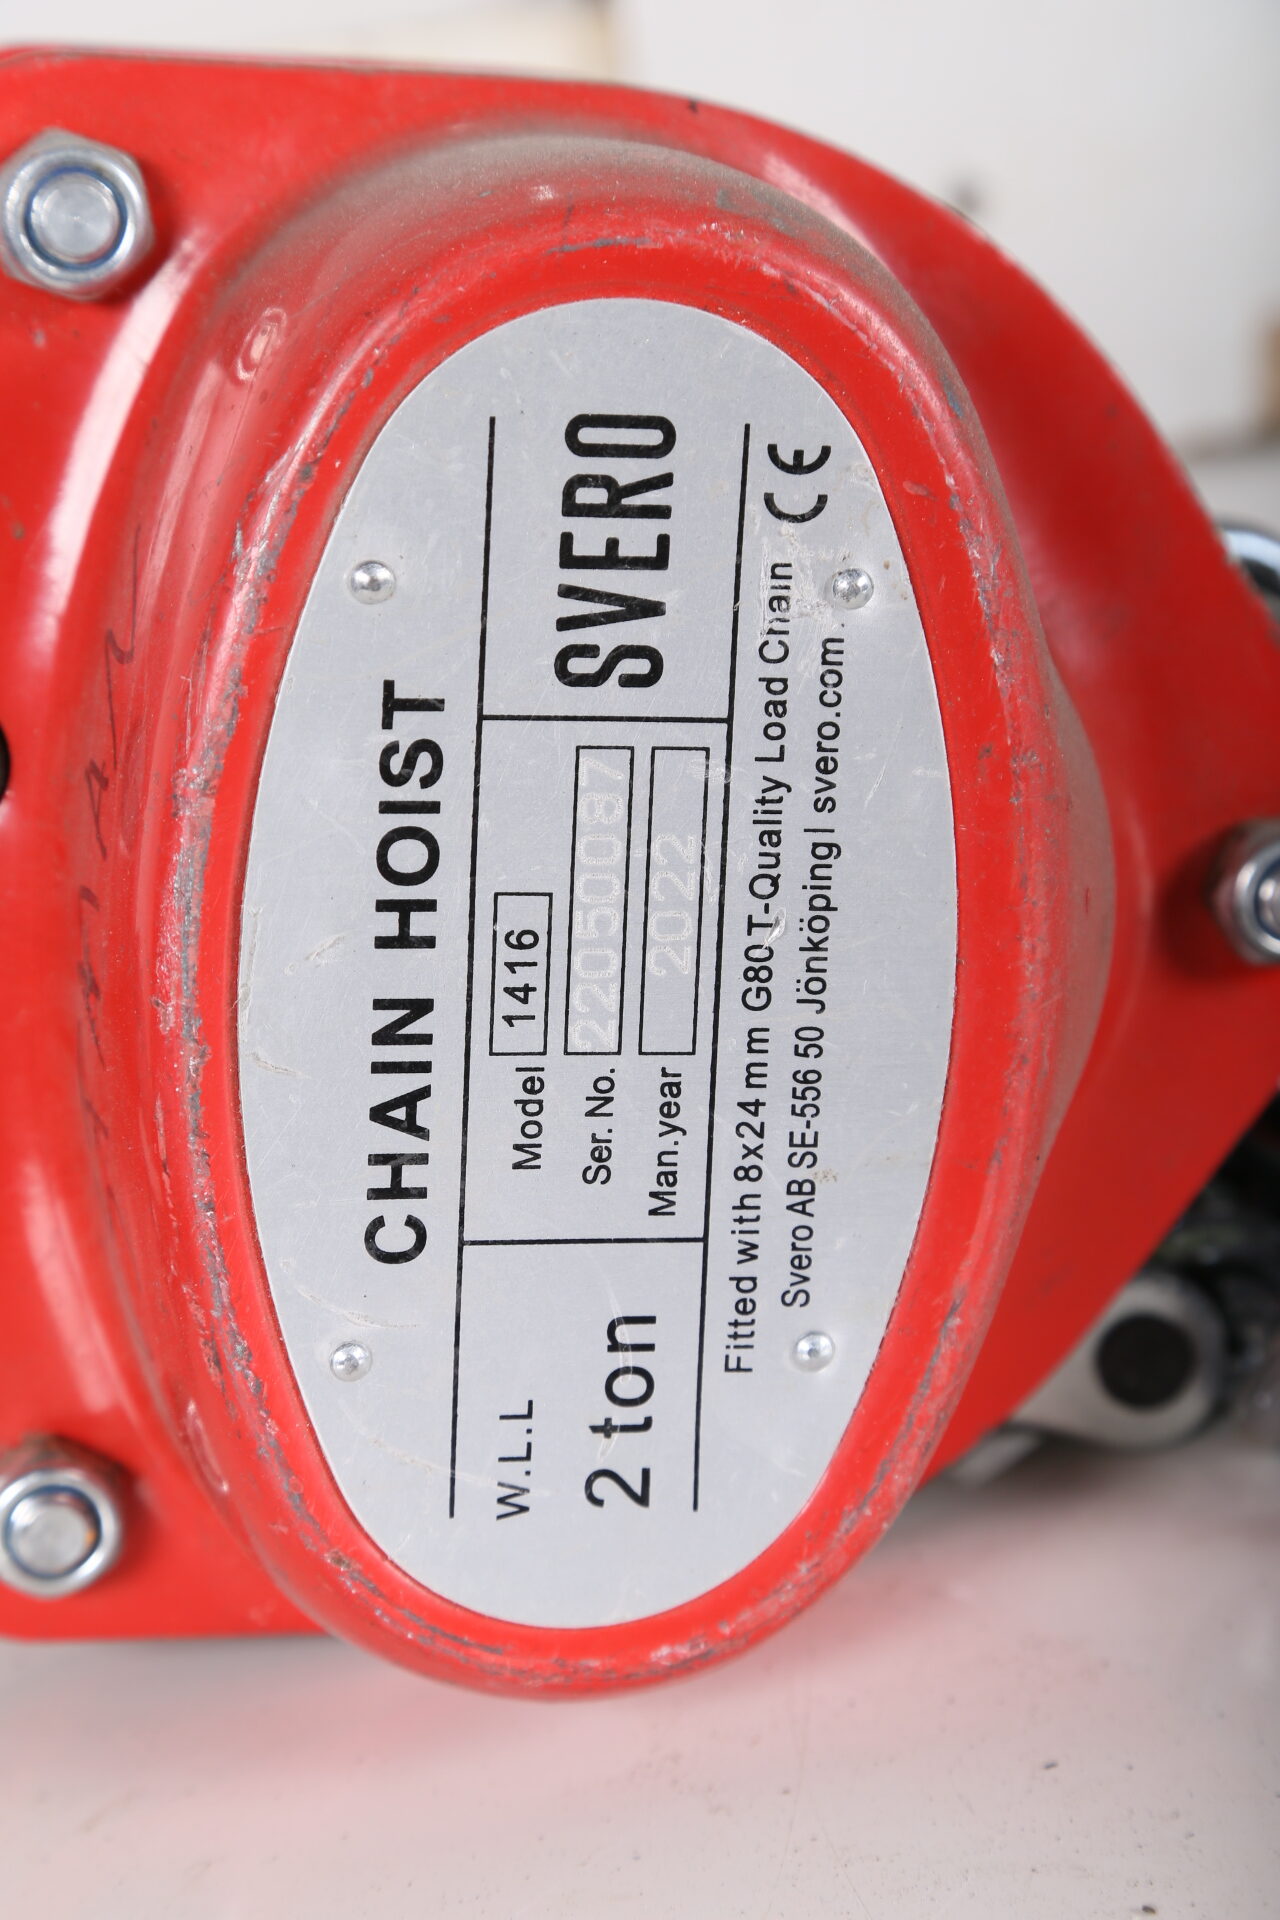 CHAIN HOIST
W.L.L
2 ton
Model 1416
Ser. No. 22050087
Man.year 2022
SVERO
Fitted with 8x24 mm G80 T-Quality Load Chain
Svero AB SE-556 50 Jönköping| svero.com
CE